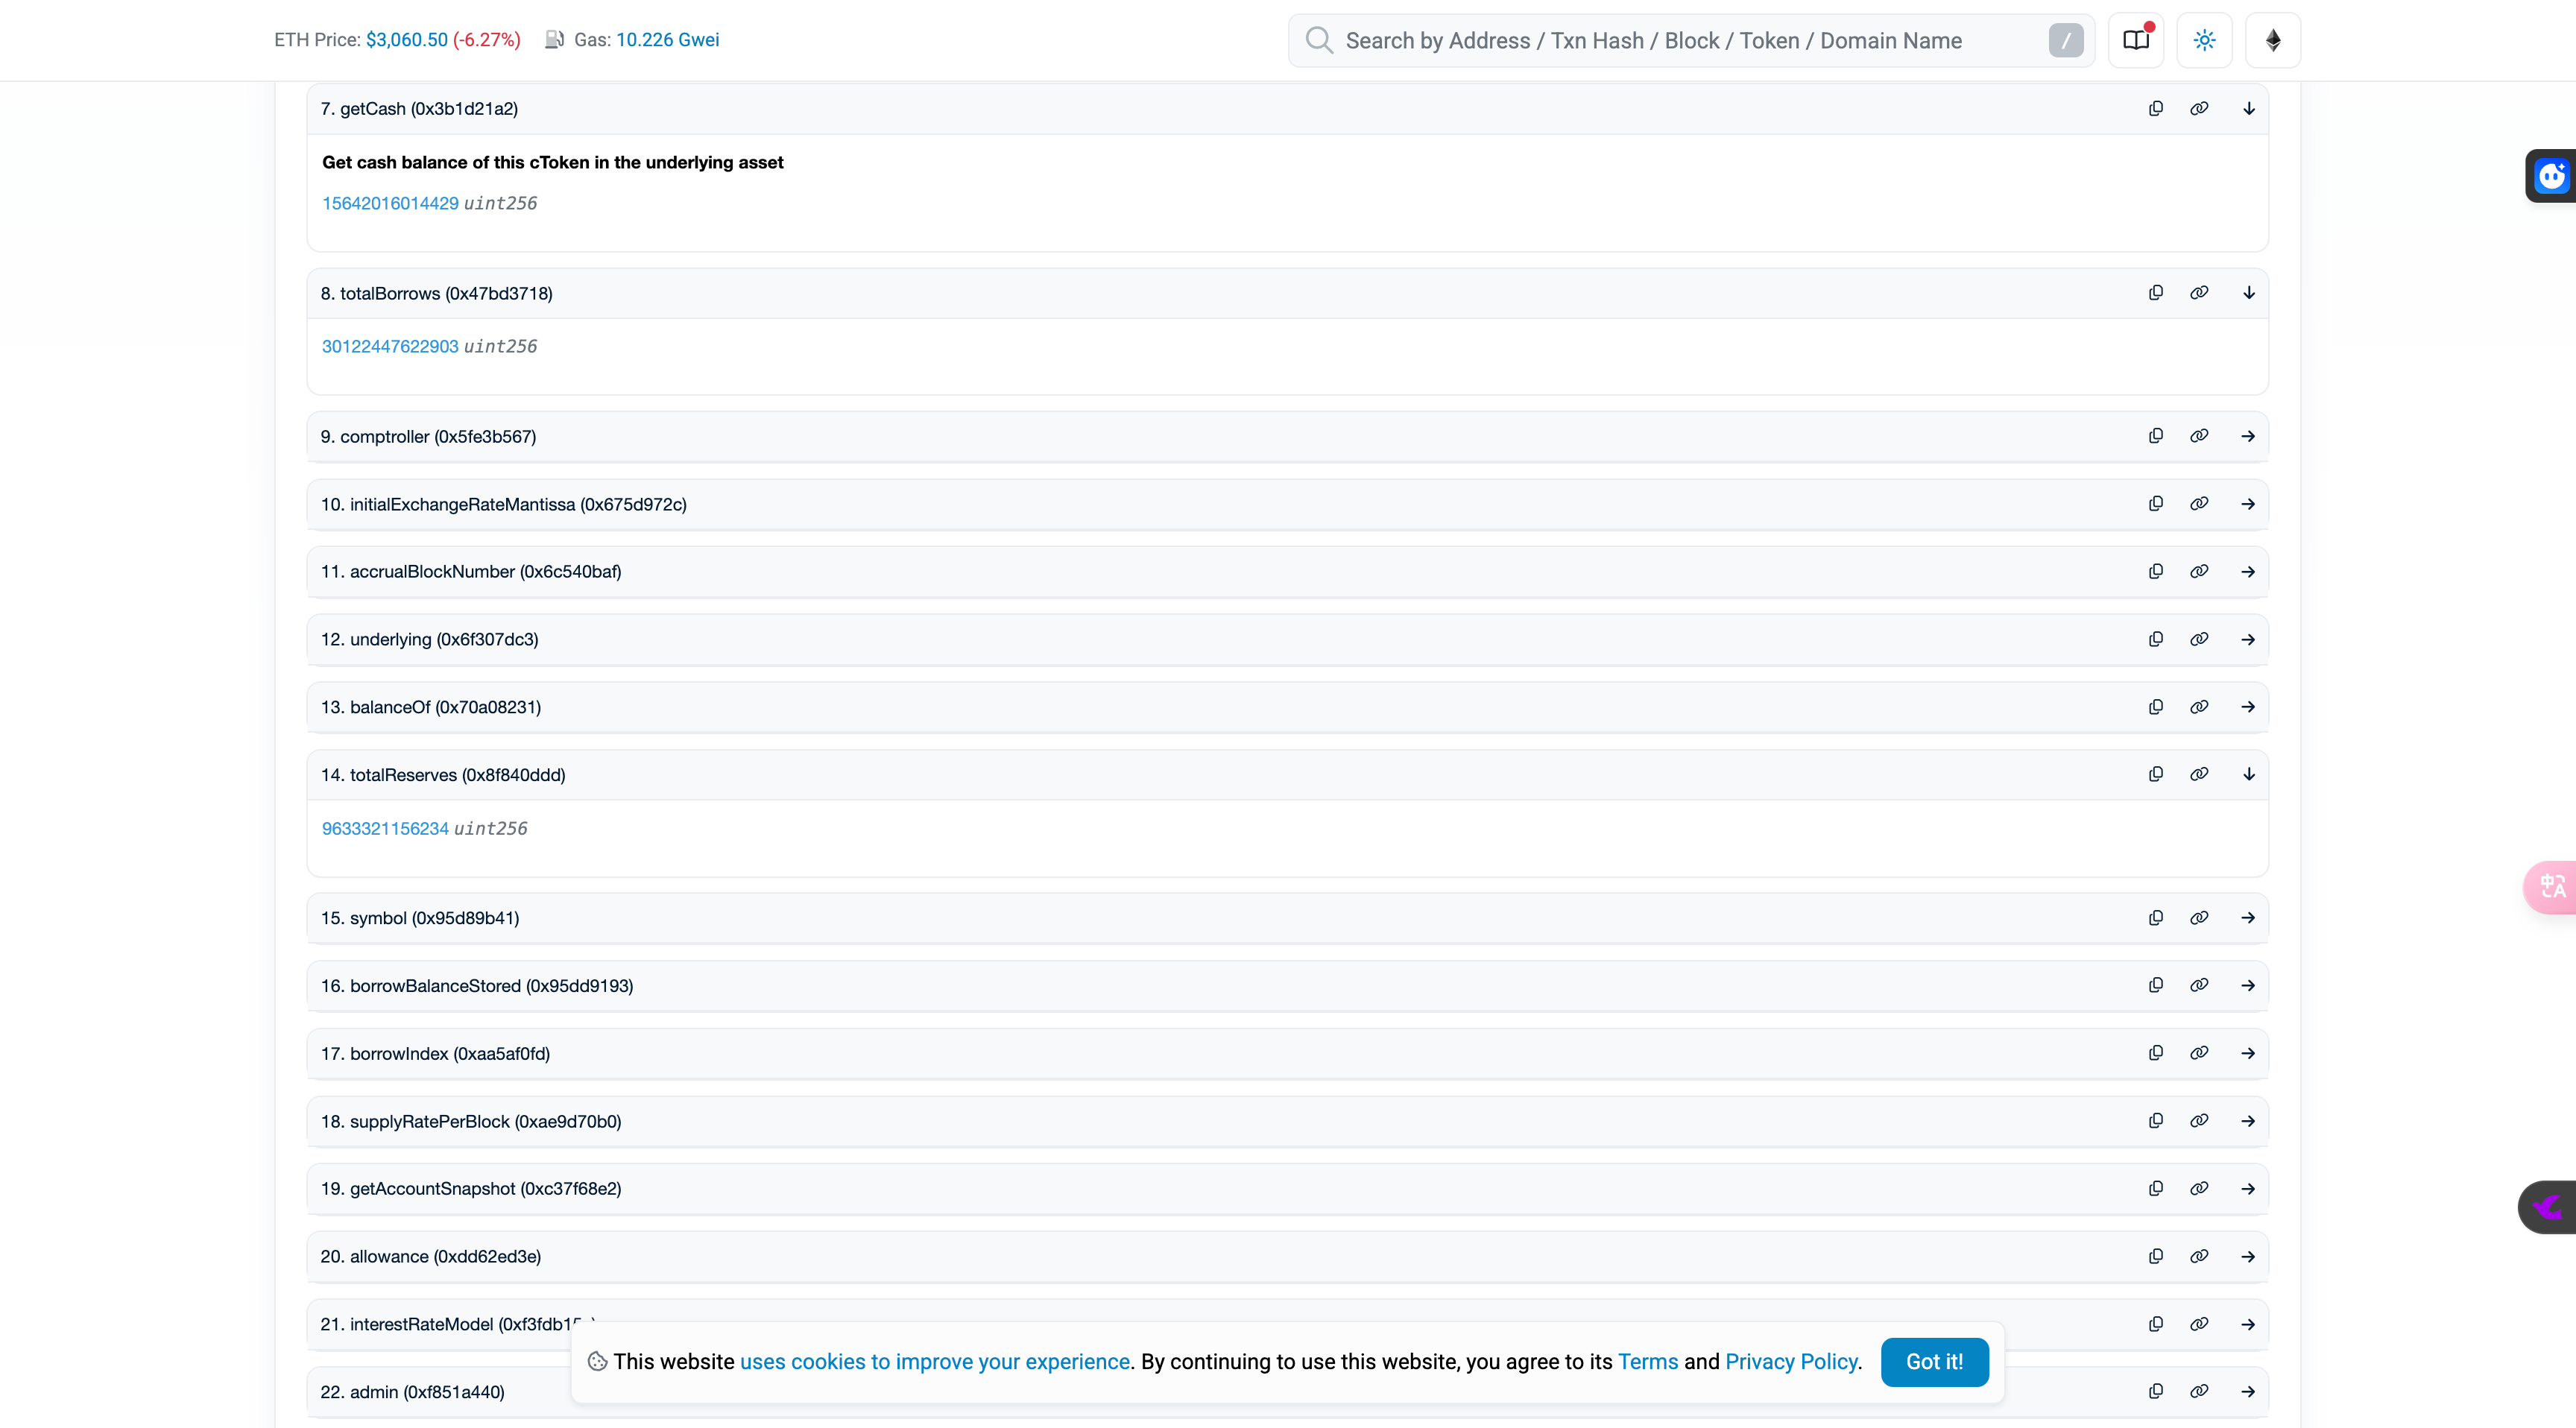 ETH Price: $3,060.50 (-6.27%) Gas: 10.226 Gwei
Search by Address / Txn Hash / Block / Token / Domain Name /
7. getCash (0x3b1d21a2)
Get cash balance of this cToken in the underlying asset
15642016014429 uint256
8. totalBorrows (0x47bd3718)
30122447622903 uint256
9. comptroller (0x5fe3b567)
10. initialExchangeRateMantissa (0x675d972c)
11. accrualBlockNumber (0x6c540baf)
12. underlying (0x6f307dc3)
13. balanceOf (0x70a08231)
14. totalReserves (0x8f840ddd)
9633321156234 uint256
15. symbol (0x95d89b41)
16. borrowBalanceStored (0x95dd9193)
17. borrowIndex (0xaa5af0fd)
18. supplyRatePerBlock (0xae9d70b0)
19. getAccountSnapshot (0xc37f68e2)
20. allowance (0xdd62ed3e)
21. interestRateModel
This website uses cookies to improve your experience. By continuing to use this website, you agree to its Terms and Privacy Policy. Got it!
22. admin (0xf851a440)
中A